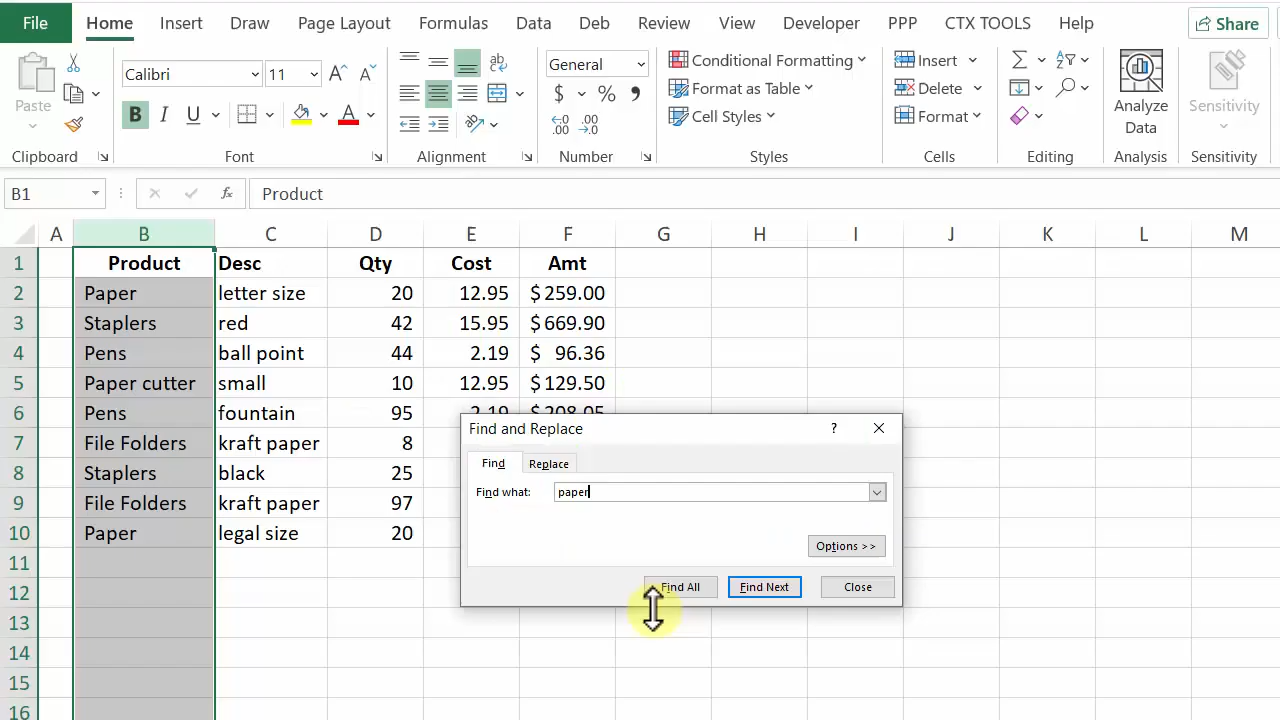 File Home Insert Draw Page Layout Formulas Data Deb Review View Developer PPP CTX TOOLS Help Share
Paste
Calibri 11
B I U A
ab
General
$ % ,
Conditional Formatting
Format as Table
Cell Styles
Insert
Delete
Format
Analyze Data
Sensitivity
Clipboard Font Alignment Number Styles Cells Editing Analysis Sensitivity
B1 fx Product
A B C D E F G H I J K L M
1 Product Desc Qty Cost Amt
2 Paper letter size 20 12.95 $ 259.00
3 Staplers red 42 15.95 $ 669.90
4 Pens ball point 44 2.19 $ 96.36
5 Paper cutter small 10 12.95 $ 129.50
6 Pens fountain 95 2.19 $ 208.05
7 File Folders kraft paper 8
8 Staplers black 25
9 File Folders kraft paper 97
10 Paper legal size 20
11
12
13
14
15
16
Find and Replace ?
Find Replace
Find what: paper
Options >>
Find All Find Next Close